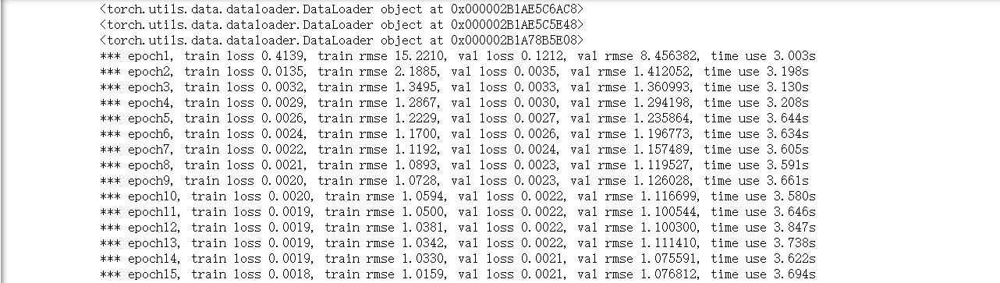 <torch.utils.data.dataloader.DataLoader object at 0x000002B1AE5C6AC8>
<torch.utils.data.dataloader.DataLoader object at 0x000002B1AE5C5E48>
<torch.utils.data.dataloader.DataLoader object at 0x000002B1A78B5E08>
*** epoch1, train loss 0.4139, train rmse 15.2210, val loss 0.1212, val rmse 8.456382, time use 3.003s
*** epoch2, train loss 0.0135, train rmse 2.1885, val loss 0.0035, val rmse 1.412052, time use 3.198s
*** epoch3, train loss 0.0032, train rmse 1.3495, val loss 0.0033, val rmse 1.360993, time use 3.130s
*** epoch4, train loss 0.0029, train rmse 1.2867, val loss 0.0030, val rmse 1.294198, time use 3.208s
*** epoch5, train loss 0.0026, train rmse 1.2229, val loss 0.0027, val rmse 1.235864, time use 3.644s
*** epoch6, train loss 0.0024, train rmse 1.1700, val loss 0.0026, val rmse 1.196773, time use 3.634s
*** epoch7, train loss 0.0022, train rmse 1.1192, val loss 0.0024, val rmse 1.157489, time use 3.605s
*** epoch8, train loss 0.0021, train rmse 1.0893, val loss 0.0023, val rmse 1.119527, time use 3.591s
*** epoch9, train loss 0.0020, train rmse 1.0728, val loss 0.0023, val rmse 1.126028, time use 3.661s
*** epoch10, train loss 0.0020, train rmse 1.0594, val loss 0.0022, val rmse 1.116699, time use 3.580s
*** epoch11, train loss 0.0019, train rmse 1.0500, val loss 0.0022, val rmse 1.100544, time use 3.646s
*** epoch12, train loss 0.0019, train rmse 1.0381, val loss 0.0022, val rmse 1.100300, time use 3.847s
*** epoch13, train loss 0.0019, train rmse 1.0342, val loss 0.0022, val rmse 1.111410, time use 3.738s
*** epoch14, train loss 0.0019, train rmse 1.0330, val loss 0.0021, val rmse 1.075591, time use 3.622s
*** epoch15, train loss 0.0018, train rmse 1.0159, val loss 0.0021, val rmse 1.076812, time use 3.694s